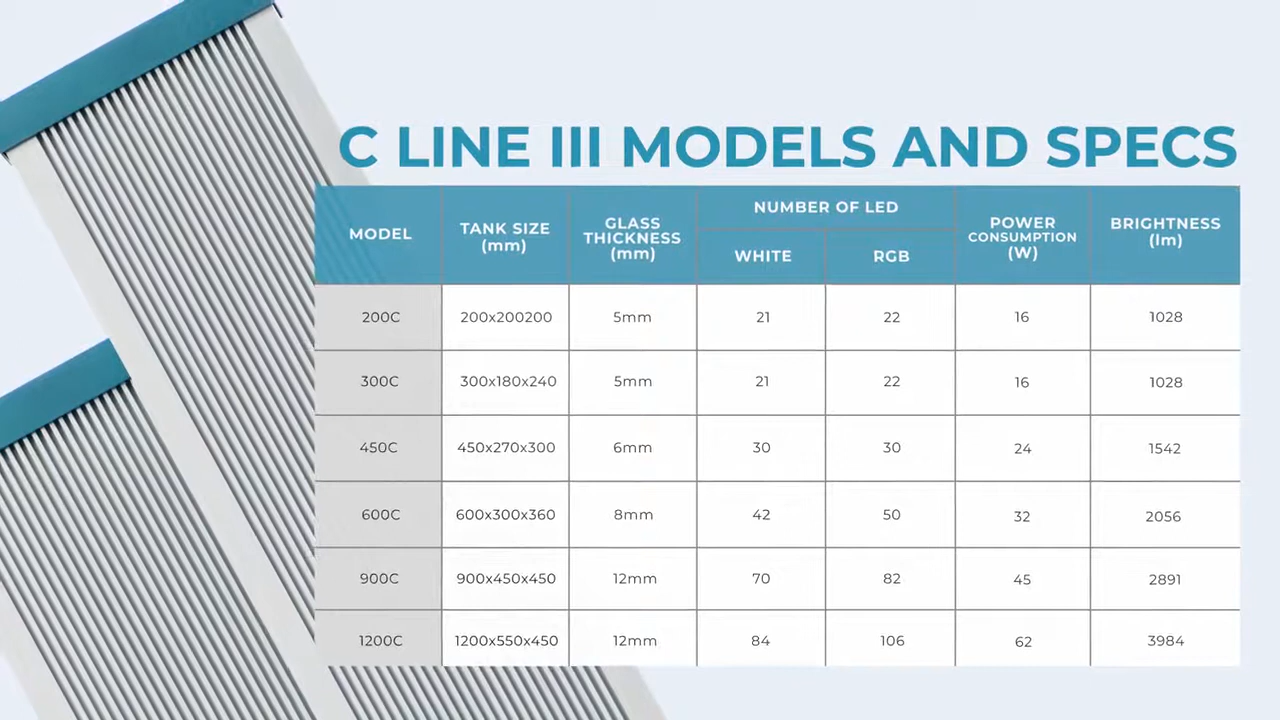 C LINE III MODELS AND SPECS
MODEL
TANK SIZE
(mm)
GLASS
THICKNESS
(mm)
NUMBER OF LED
WHITE
RGB
POWER
CONSUMPTION
(W)
BRIGHTNESS
(lm)
200C 200x200200 5mm 21 22 16 1028
300C 300x180x240 5mm 21 22 16 1028
450C 450x270x300 6mm 30 30 24 1542
600C 600x300x360 8mm 42 50 32 2056
900C 900x450x450 12mm 70 82 45 2891
1200C 1200x550x450 12mm 84 106 62 3984